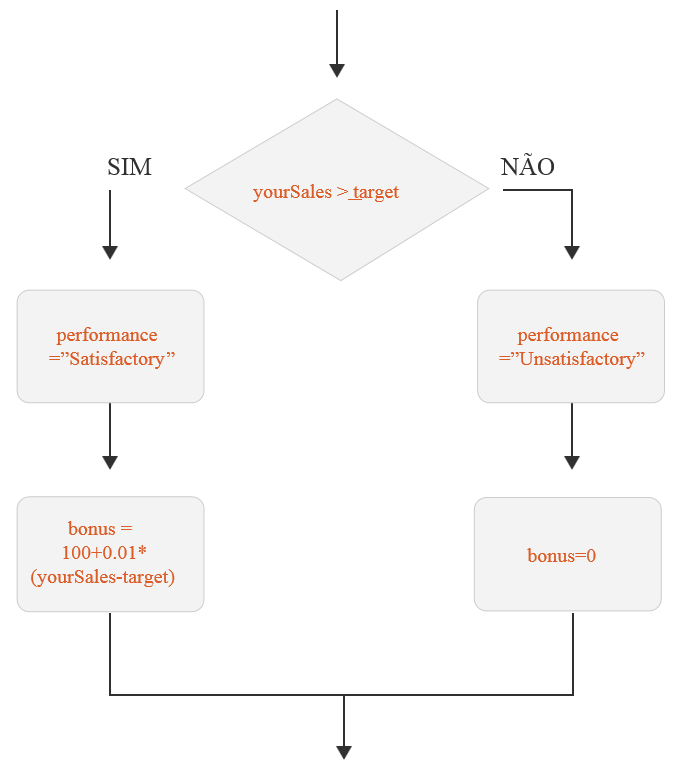 SIM
NÃO
yourSales >_target
performance
=”Satisfactory”
performance
=”Unsatisfactory”
bonus =
100+0.01*
(yourSales-target)
bonus=0